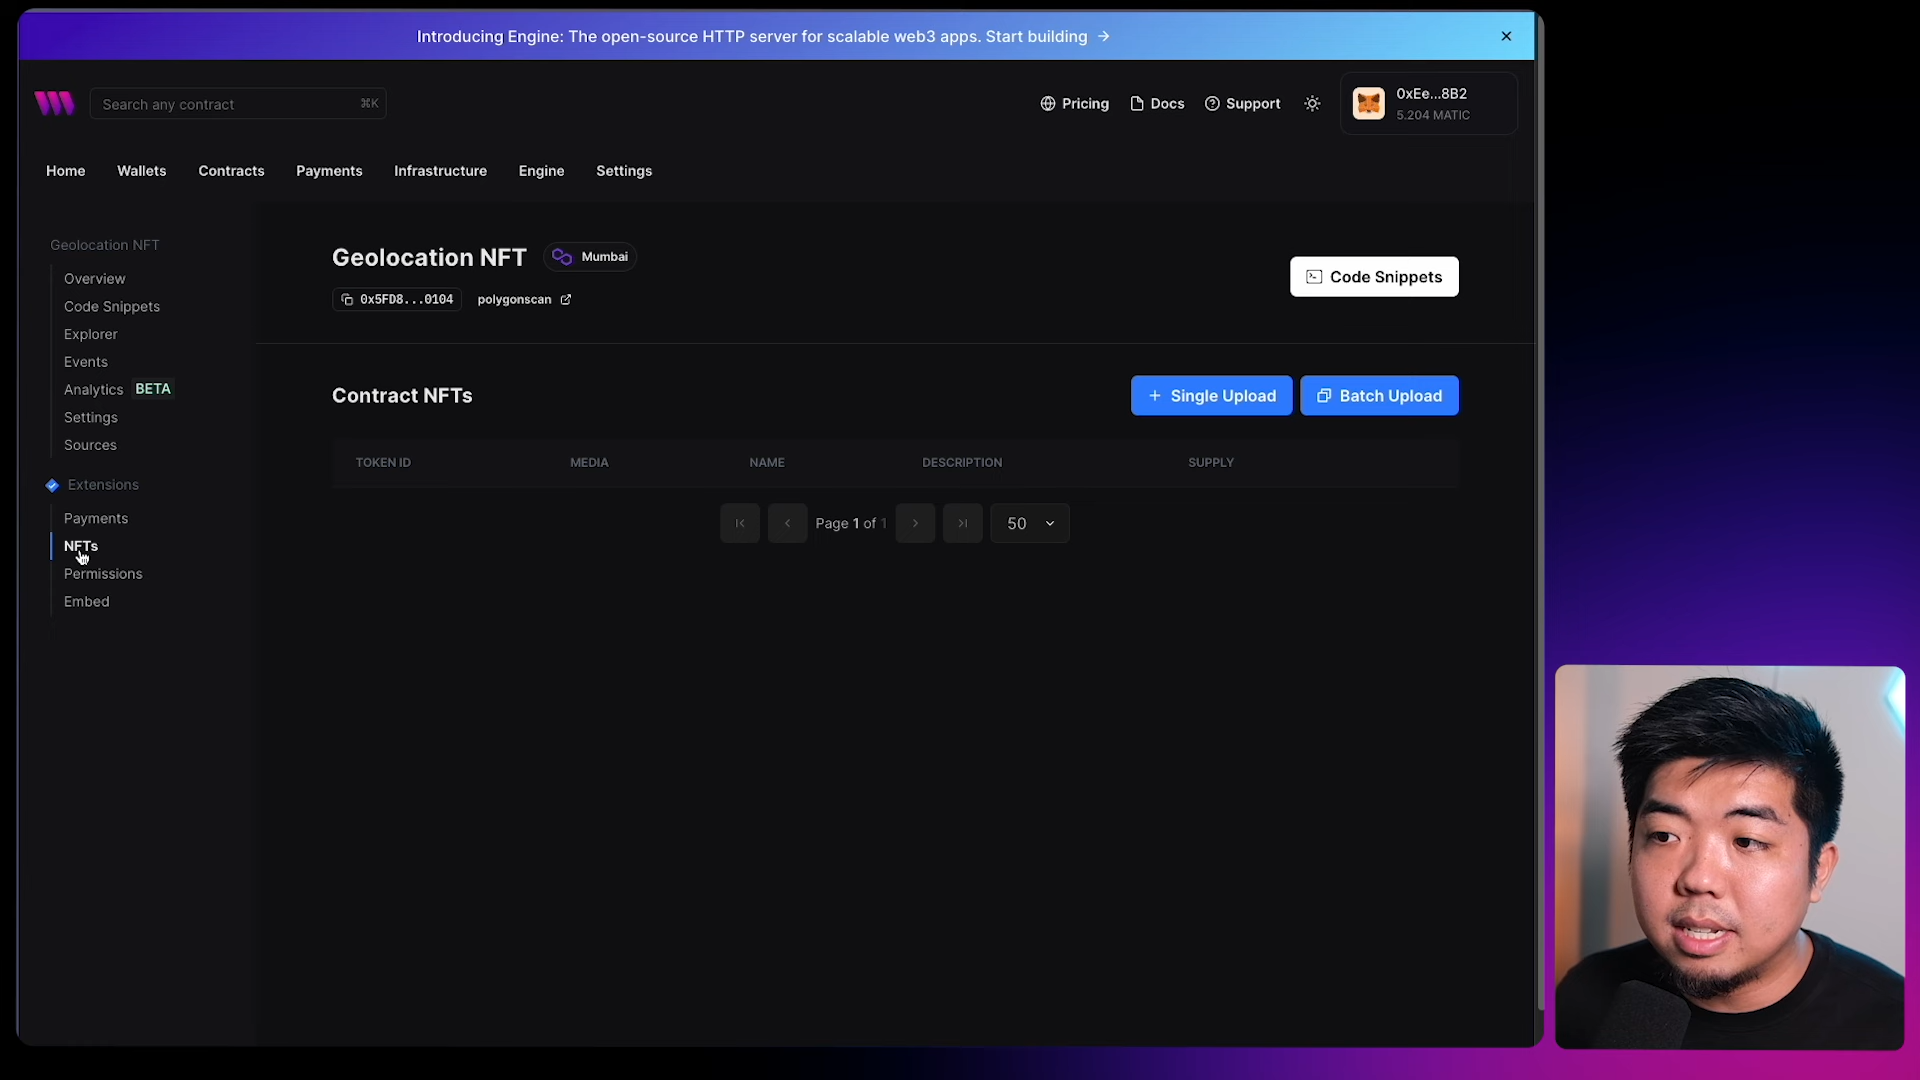 Introducing Engine: The open-source HTTP server for scalable web3 apps. Start building →
Search any contract ⌘K
Pricing
Docs
Support
0xEe...8B2
5.204 MATIC
Home
Wallets
Contracts
Payments
Infrastructure
Engine
Settings
Geolocation NFT
Overview
Code Snippets
Explorer
Events
Analytics BETA
Settings
Sources
Extensions
Payments
NFTs
Permissions
Embed
Geolocation NFT
Mumbai
0x5FD8...0104
polygonscan
Code Snippets
Contract NFTs
+ Single Upload
Batch Upload
TOKEN ID
MEDIA
NAME
DESCRIPTION
SUPPLY
Page 1 of 1
50